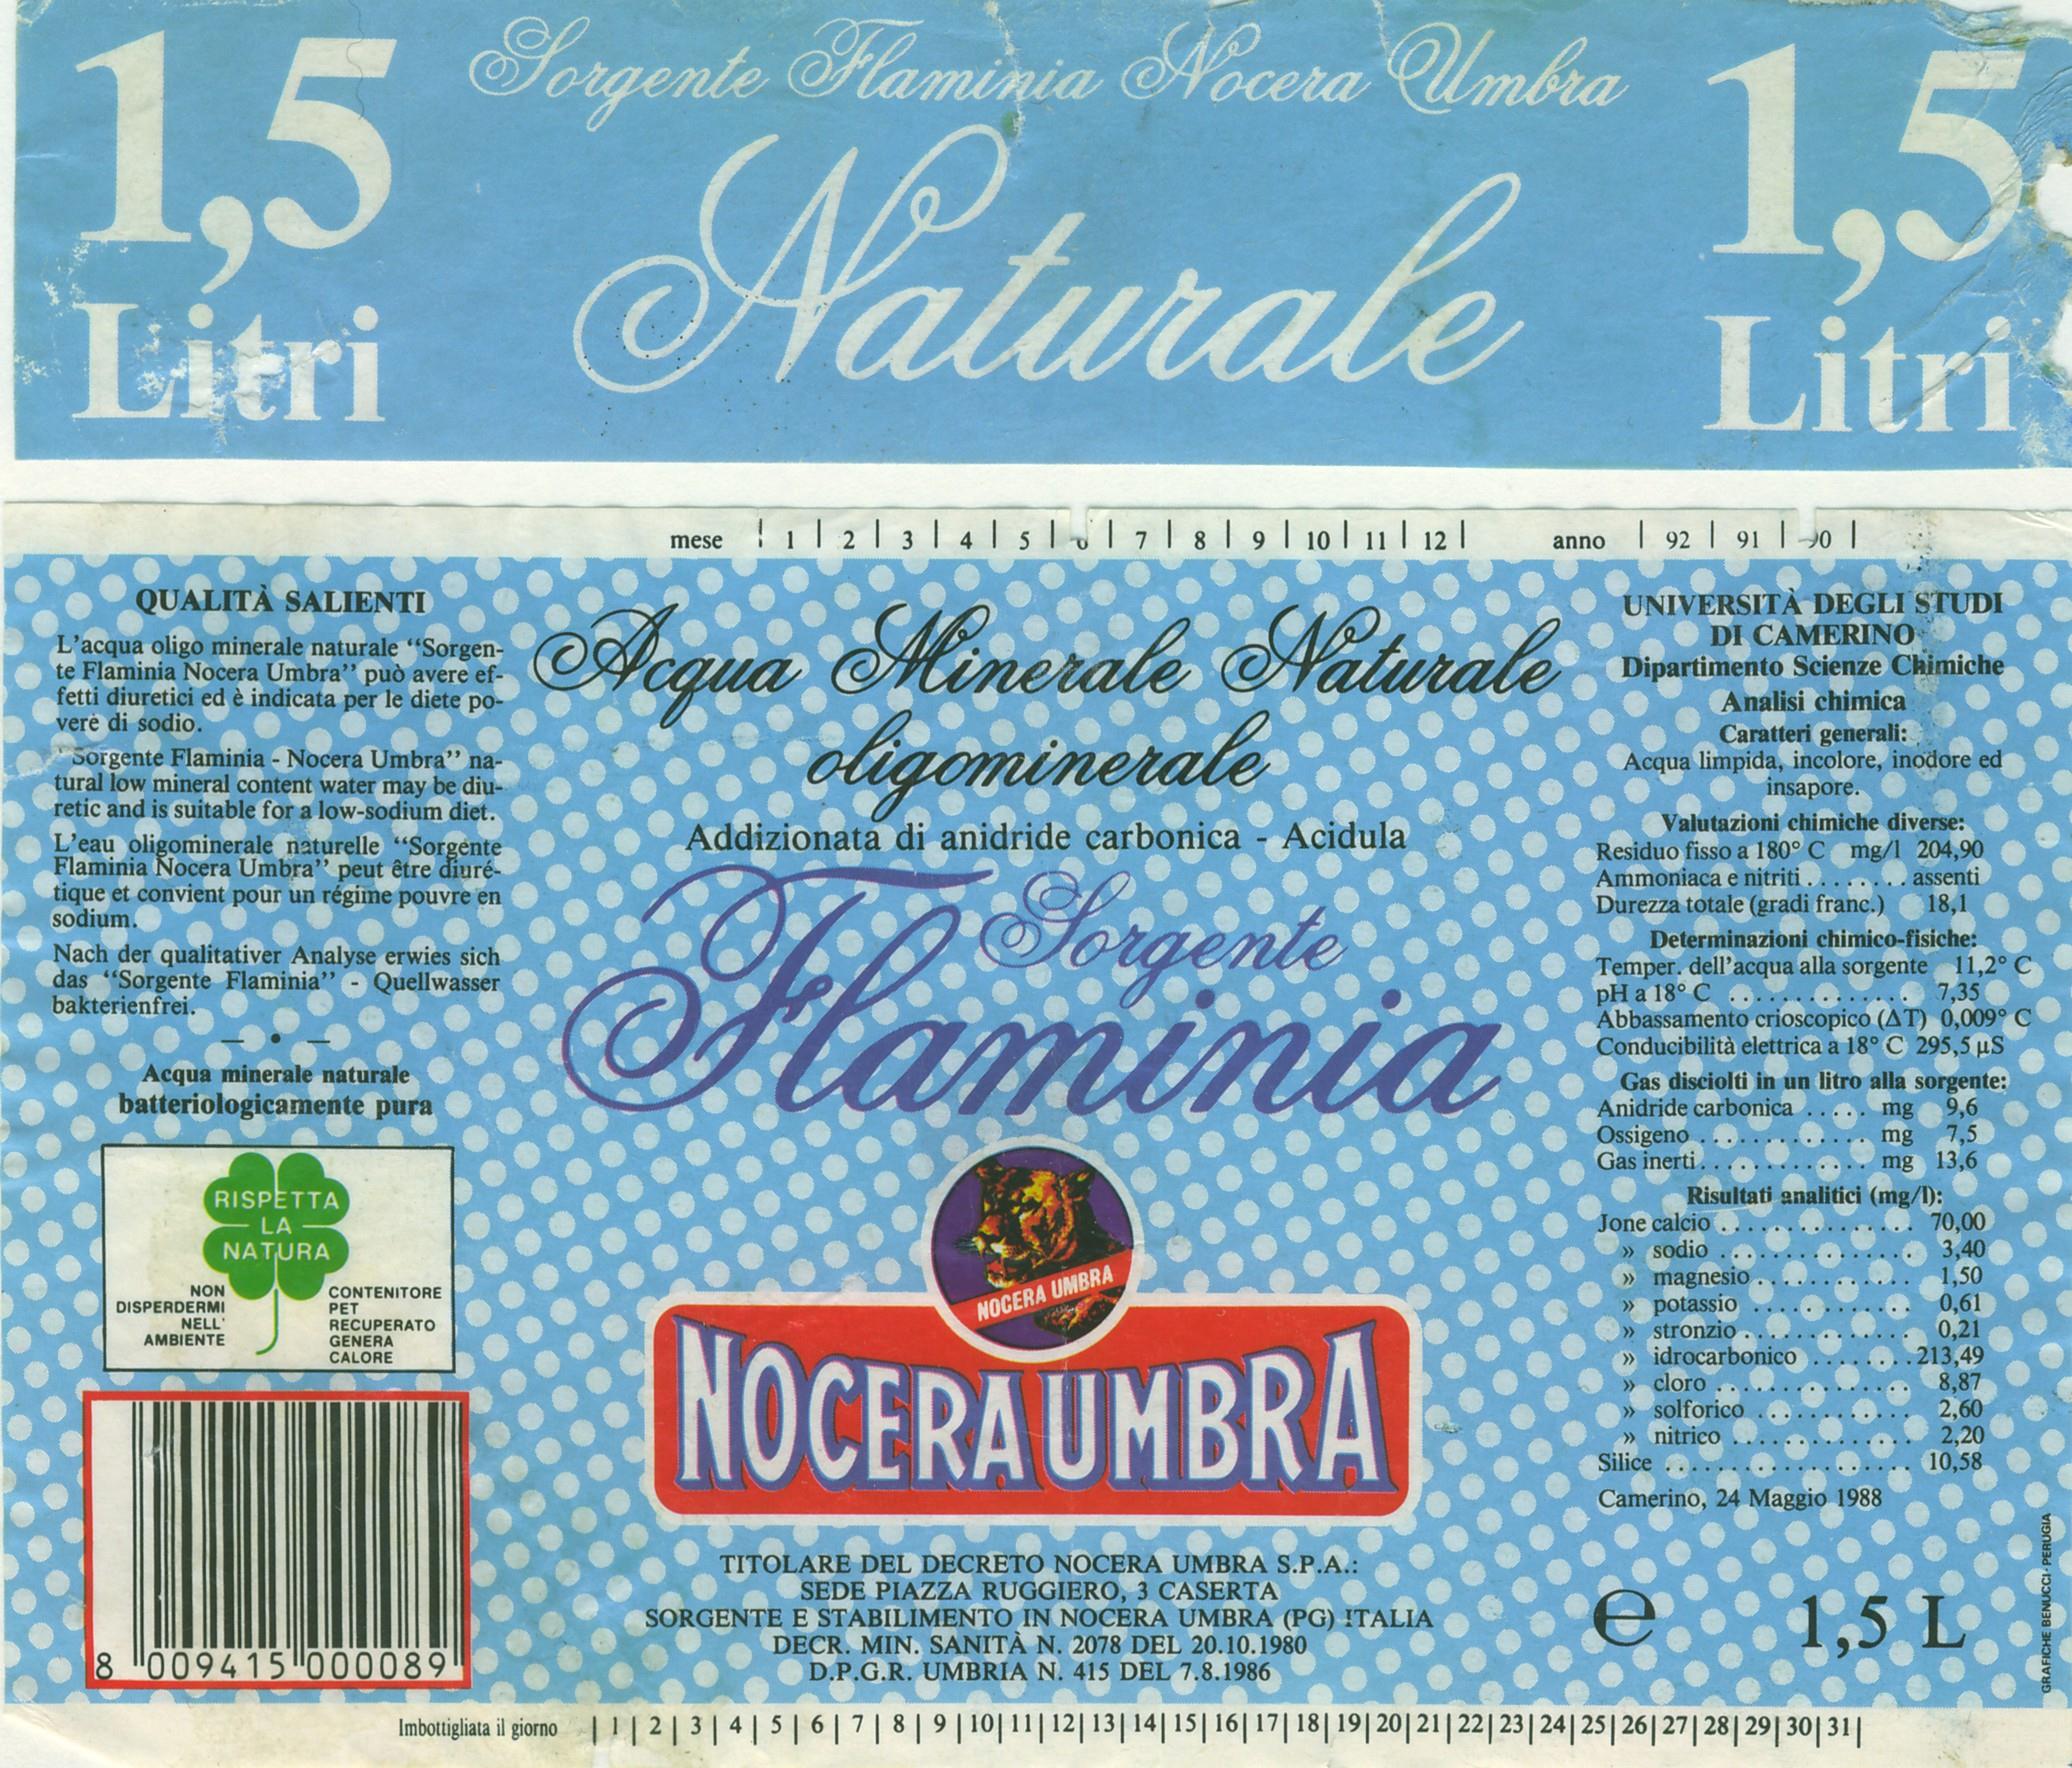 1,5
Litri
Sorgente Flaminia Nocera Umbra
Naturale
1,5
Litri
mese 1 2 3 4 5 6 7 8 9 10 11 12 anno 92 91 90
QUALITÀ SALIENTI
L'acqua oligo minerale naturale "Sorgen-
te Flaminia Nocera Umbra" può avere ef-
fetti diuretici ed è indicata per le diete po-
vere di sodio.
Sorgente Flaminia - Nocera Umbra" na-
tural low mineral content water may be diu-
retic and is suitable for a low-sodium diet.
L'eau oligominerale naturelle "Sorgente
Flaminia Nocera Umbra" peut être diuré-
tique et convient pour un régime pouvre en
sodium.
Nach der qualitativer Analyse erwies sich
das "Sorgente Flaminia" - Quellwasser
bakterienfrei.
Acqua minerale naturale
batteriologicamente pura
RISPETTA
LA
NATURA
NON
DISPERDERMI
NELL'
AMBIENTE
CONTENITORE
PET
RECUPERATO
GENERA
CALORE
8 009415 000089
Acqua Minerale Naturale
oligominerale
Addizionata di anidride carbonica - Acidula
Sorgente
Flaminia
NOCERA UMBRA
NOCERA UMBRA
TITOLARE DEL DECRETO NOCERA UMBRA S.P.A.:
SEDE PIAZZA RUGGIERO, 3 CASERTA
SORGENTE E STABILIMENTO IN NOCERA UMBRA (PG) ITALIA
DECR. MIN. SANITÀ N. 2078 DEL 20.10.1980
D.P.G.R. UMBRIA N. 415 DEL 7.8.1986
UNIVERSITÀ DEGLI STUDI
DI CAMERINO
Dipartimento Scienze Chimiche
Analisi chimica
Caratteri generali:
Acqua limpida, incolore, inodore ed
insapore.
Valutazioni chimiche diverse:
Residuo fisso a 180° C mg/l 204,90
Ammoniaca e nitriti ........ assenti
Durezza totale (gradi franc.) 18,1
Determinazioni chimico-fisiche:
Temper. dell'acqua alla sorgente 11,2° C
pH a 18° C .............. 7,35
Abbassamento crioscopico (ΔT) 0,009° C
Conducibilità elettrica a 18° C 295,5 µS
Gas disciolti in un litro alla sorgente:
Anidride carbonica ..... mg 9,6
Ossigeno ............. mg 7,5
Gas inerti ............. mg 13,6
Risultati analitici (mg/l):
Jone calcio ............... 70,00
» sodio ............... 3,40
» magnesio ............ 1,50
» potassio ............ 0,61
» stronzio ............. 0,21
» idrocarbonico ........ 213,49
» cloro ............... 8,87
» solforico ............ 2,60
» nitrico .............. 2,20
Silice ................... 10,58
Camerino, 24 Maggio 1988
e 1,5 L
GRAFICHE BENUCCI - PERUGIA
Imbottigliata il giorno 1 2 3 4 5 6 7 8 9 10 11 12 13 14 15 16 17 18 19 20 21 22 23 24 25 26 27 28 29 30 31